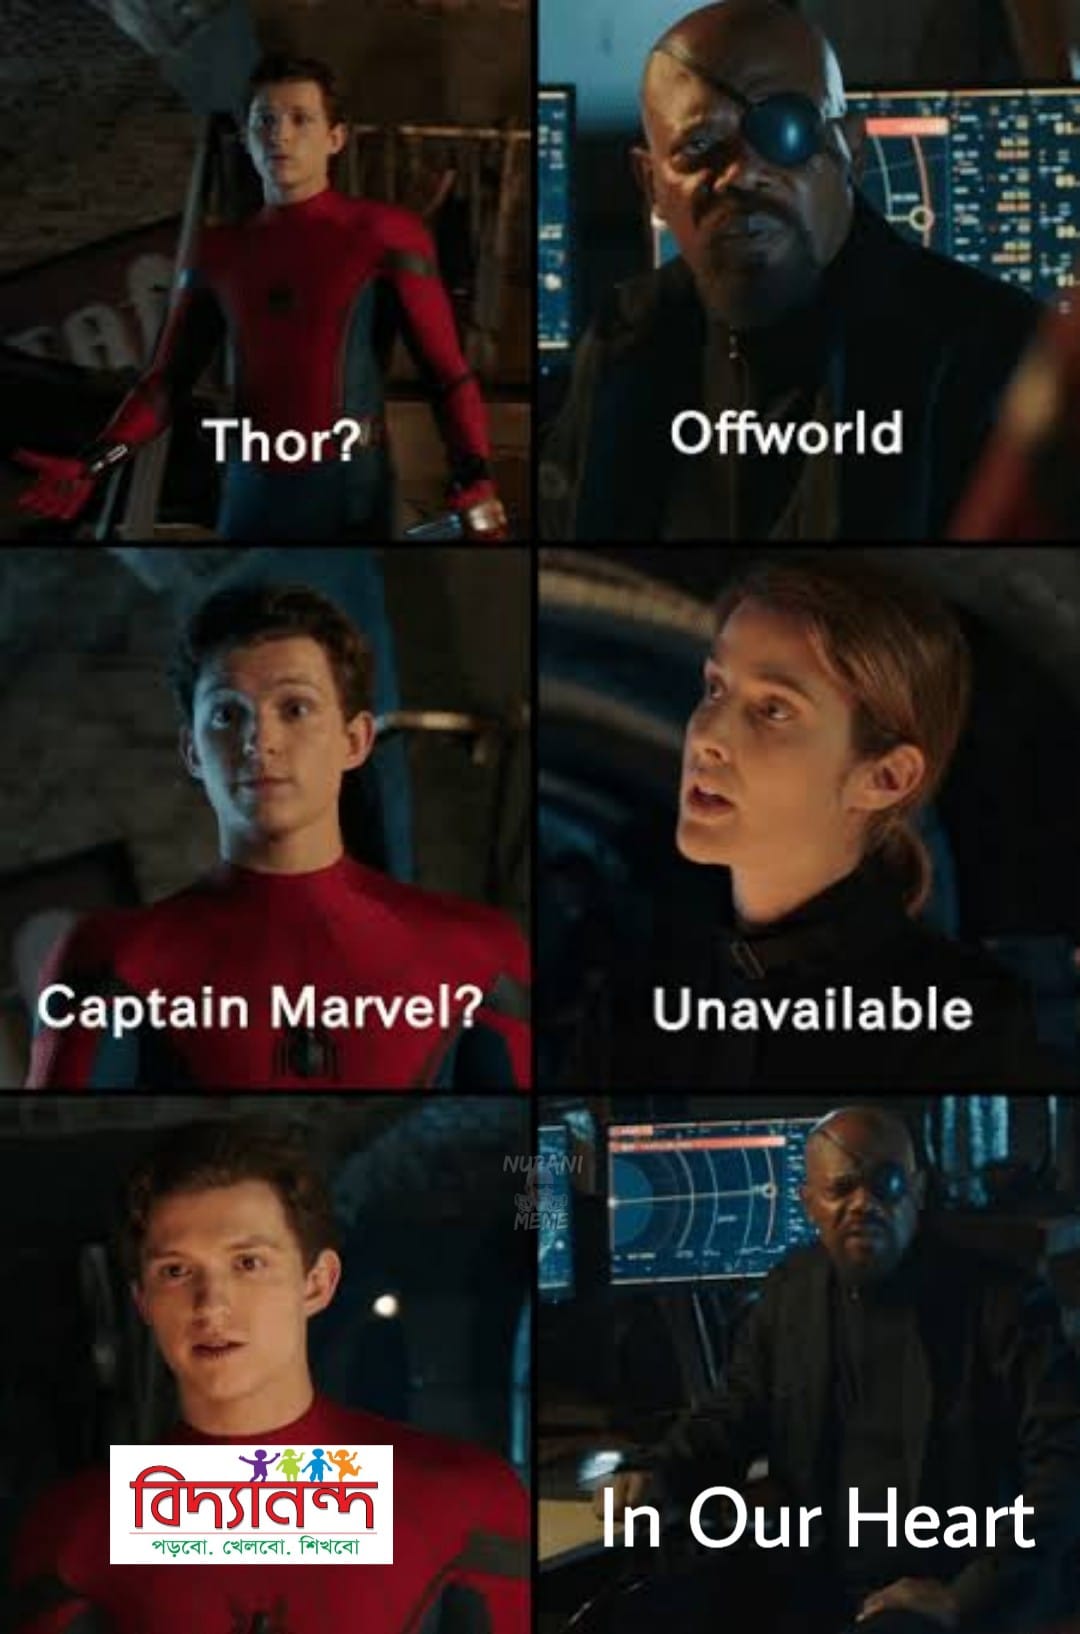 Thor?
Offworld
Captain Marvel?
Unavailable
NURANI
MEME
বিদ্যানন্দ
পড়বো. খেলবো. শিখবো
In Our Heart